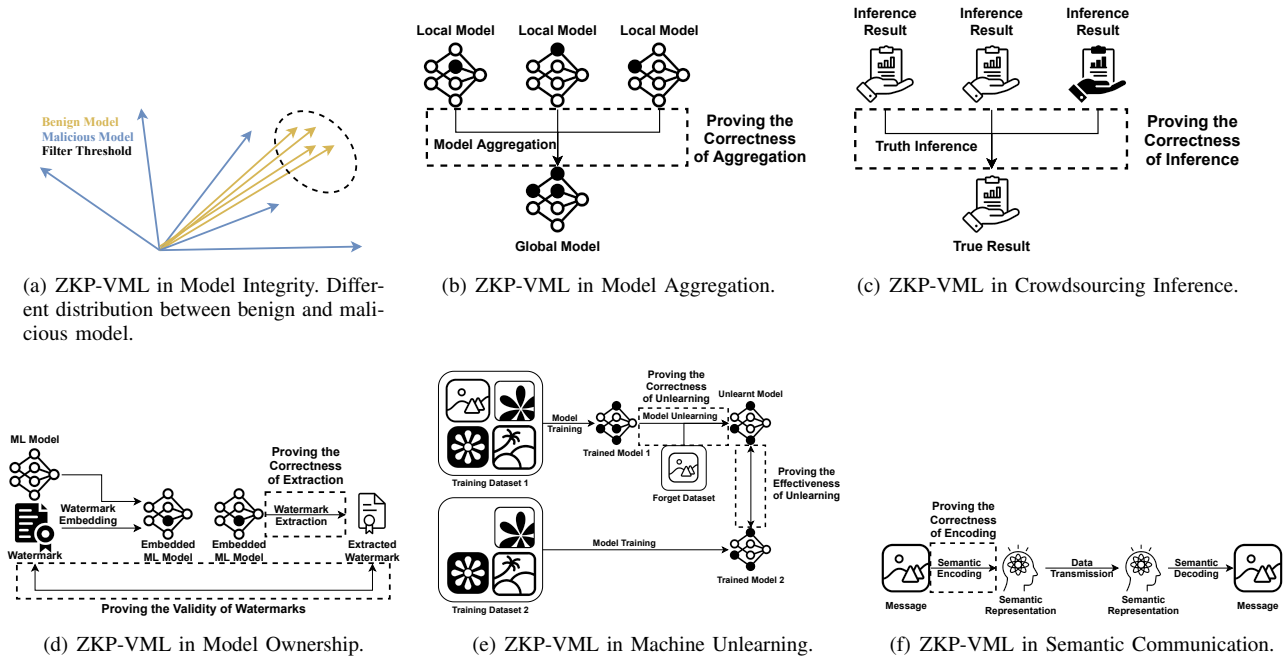 Benign Model
Malicious Model
Filter Threshold
(a) ZKP-VML in Model Integrity. Differ-
ent distribution between benign and mali-
cious model.
Local Model
Local Model
Local Model
Model Aggregation
Proving the
Correctness
of Aggregation
Global Model
(b) ZKP-VML in Model Aggregation.
Inference
Result
Inference
Result
Inference
Result
Truth Inference
Proving the
Correctness
of Inference
True Result
(c) ZKP-VML in Crowdsourcing Inference.
ML Model
Watermark
Embedding
Watermark
Embedded
ML Model
Embedded
ML Model
Proving the
Correctness
of Extraction
Watermark
Extraction
Extracted
Watermark
Proving the Validity of Watermarks
(d) ZKP-VML in Model Ownership.
Training Dataset 1
Model
Training
Trained Model 1
Proving the
Correctness
of Unlearning
Model Unlearning
Forget Dataset
Unlearnt Model
Proving the
Effectiveness
of Unlearning
Training Dataset 2
Model Training
Trained Model 2
(e) ZKP-VML in Machine Unlearning.
Message
Proving the
Correctness
of Encoding
Semantic
Encoding
Semantic
Representation
Data
Transmission
Semantic
Representation
Semantic
Decoding
Message
(f) ZKP-VML in Semantic Communication.